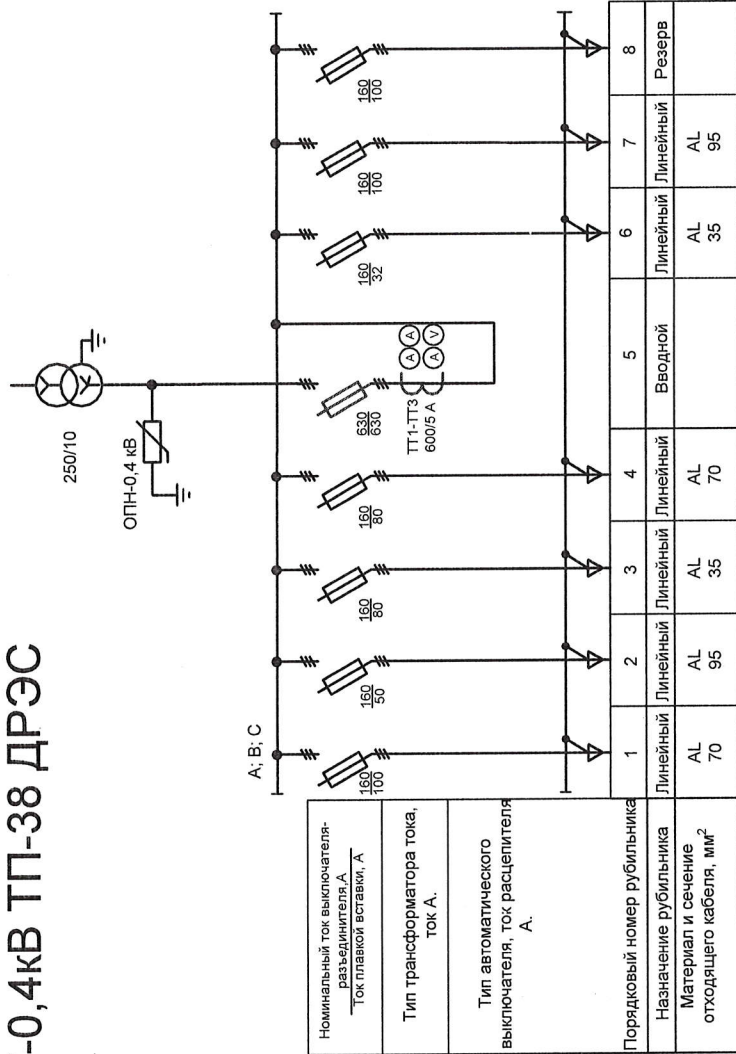 -0,4кВ ТП-38 ДРЭС
250/10
ОПН-0,4 кВ
А; В; С
Номинальный ток выключателя-
разъединителя,А
Ток плавкой вставки, А
160
100
160
50
160
80
160
80
630
630
160
32
160
100
160
100
Тип трансформатора тока,
ток А.
ТТ1-ТТ3
600/5 А
А А
А V
Тип автоматического
выключателя, ток расцепителя
А.
Порядковый номер рубильника 1 2 3 4 5 6 7 8
Назначение рубильника Линейный Линейный Линейный Линейный Вводной Линейный Линейный Резерв
Материал и сечение
отходящего кабеля, мм²
AL AL AL AL AL AL
70 95 35 70 35 95